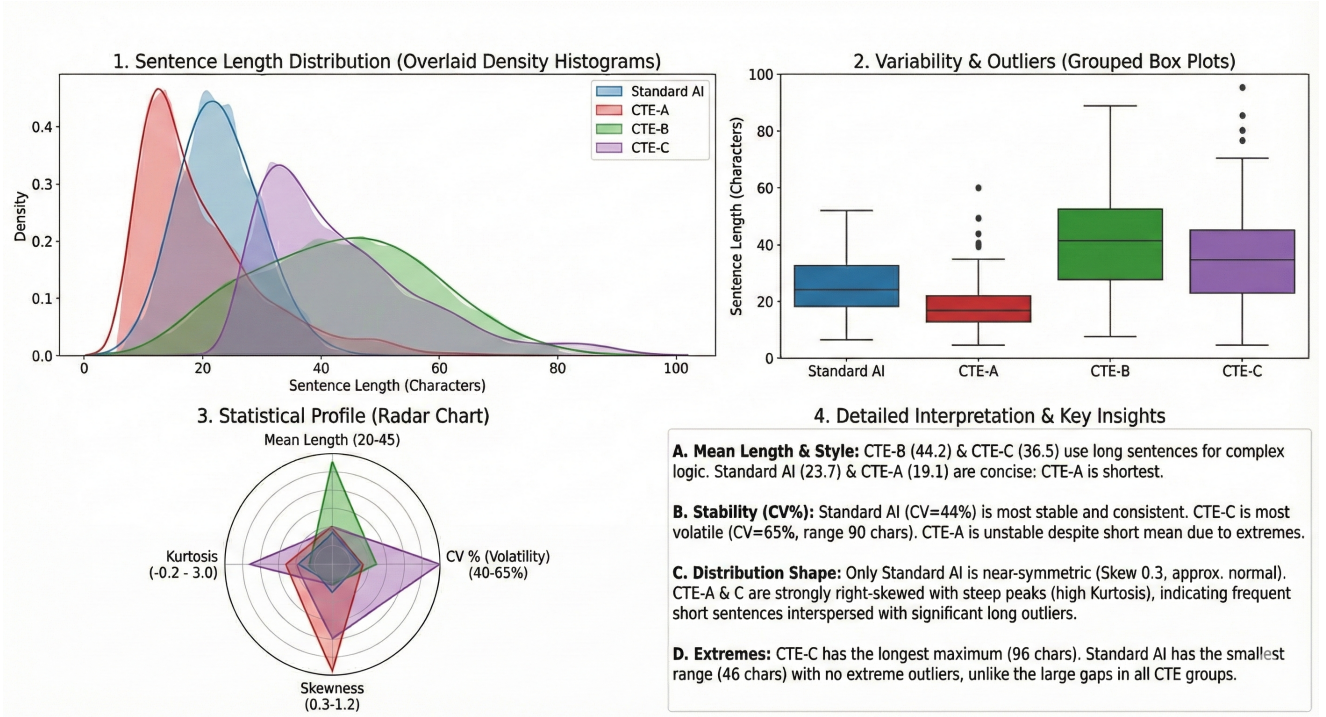 1. Sentence Length Distribution (Overlaid Density Histograms)
Density
0.4
0.3
0.2
0.1
0.0
0
20
40
60
80
100
Sentence Length (Characters)
Standard AI
CTE-A
CTE-B
CTE-C
2. Variability & Outliers (Grouped Box Plots)
Sentence Length (Characters)
100
80
60
40
20
0
Standard AI
CTE-A
CTE-B
CTE-C
3. Statistical Profile (Radar Chart)
Mean Length (20-45)
Kurtosis
(-0.2 - 3.0)
CV % (Volatility)
(40-65%)
Skewness
(0.3-1.2)
4. Detailed Interpretation & Key Insights
A. Mean Length & Style: CTE-B (44.2) & CTE-C (36.5) use long sentences for complex
logic. Standard AI (23.7) & CTE-A (19.1) are concise: CTE-A is shortest.
B. Stability (CV%): Standard AI (CV=44%) is most stable and consistent. CTE-C is most
volatile (CV=65%, range 90 chars). CTE-A is unstable despite short mean due to extremes.
C. Distribution Shape: Only Standard AI is near-symmetric (Skew 0.3, approx. normal).
CTE-A & C are strongly right-skewed with steep peaks (high Kurtosis), indicating frequent
short sentences interspersed with significant long outliers.
D. Extremes: CTE-C has the longest maximum (96 chars). Standard AI has the smallest
range (46 chars) with no extreme outliers, unlike the large gaps in all CTE groups.